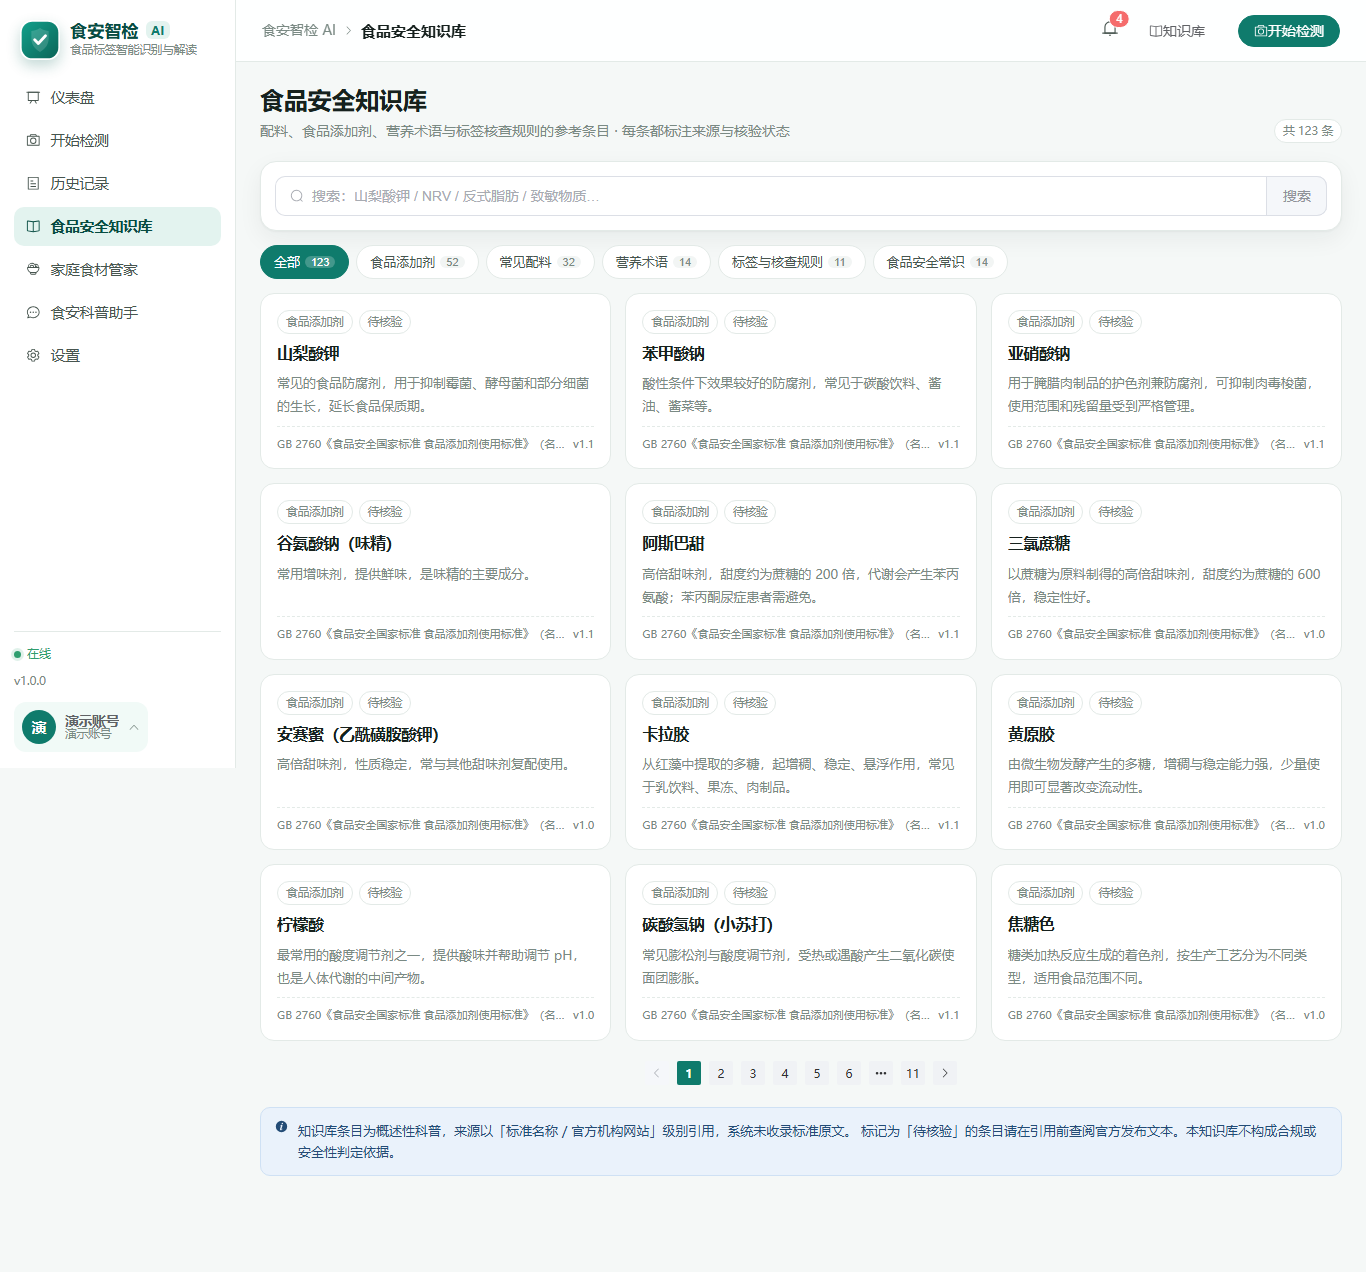 食安智检 AI
食品标签智能识别与解读
仪表盘
开始检测
历史记录
食品安全知识库
家庭食材管家
食安科普助手
设置
在线
v1.0.0
演
演示账号
演示账号
食安智检 AI > 食品安全知识库
4
知识库
开始检测
食品安全知识库
配料、食品添加剂、营养术语与标签核查规则的参考条目 · 每条都标注来源与核验状态
共 123 条
搜索：山梨酸钾 / NRV / 反式脂肪 / 致敏物质…
搜索
全部 123
食品添加剂 52
常见配料 32
营养术语 14
标签与核查规则 11
食品安全常识 14
食品添加剂 待核验
山梨酸钾
常见的食品防腐剂，用于抑制霉菌、酵母菌和部分细菌
的生长，延长食品保质期。
GB 2760《食品安全国家标准 食品添加剂使用标准》（名... v1.1
食品添加剂 待核验
苯甲酸钠
酸性条件下效果较好的防腐剂，常见于碳酸饮料、酱
油、酱菜等。
GB 2760《食品安全国家标准 食品添加剂使用标准》（名... v1.1
食品添加剂 待核验
亚硝酸钠
用于腌腊肉制品的护色剂兼防腐剂，可抑制肉毒梭菌，
使用范围和残留量受到严格管理。
GB 2760《食品安全国家标准 食品添加剂使用标准》（名... v1.1
食品添加剂 待核验
谷氨酸钠（味精）
常用增味剂，提供鲜味，是味精的主要成分。
GB 2760《食品安全国家标准 食品添加剂使用标准》（名... v1.1
食品添加剂 待核验
阿斯巴甜
高倍甜味剂，甜度约为蔗糖的 200 倍，代谢会产生苯丙
氨酸；苯丙酮尿症患者需避免。
GB 2760《食品安全国家标准 食品添加剂使用标准》（名... v1.1
食品添加剂 待核验
三氯蔗糖
以蔗糖为原料制得的高倍甜味剂，甜度约为蔗糖的 600
倍，稳定性好。
GB 2760《食品安全国家标准 食品添加剂使用标准》（名... v1.0
食品添加剂 待核验
安赛蜜（乙酰磺胺酸钾）
高倍甜味剂，性质稳定，常与其他甜味剂复配使用。
GB 2760《食品安全国家标准 食品添加剂使用标准》（名... v1.0
食品添加剂 待核验
卡拉胶
从红藻中提取的多糖，起增稠、稳定、悬浮作用，常见
于乳饮料、果冻、肉制品。
GB 2760《食品安全国家标准 食品添加剂使用标准》（名... v1.1
食品添加剂 待核验
黄原胶
由微生物发酵产生的多糖，增稠与稳定能力强，少量使
用即可显著改变流动性。
GB 2760《食品安全国家标准 食品添加剂使用标准》（名... v1.0
食品添加剂 待核验
柠檬酸
最常用的酸度调节剂之一，提供酸味并帮助调节 pH，
也是人体代谢的中间产物。
GB 2760《食品安全国家标准 食品添加剂使用标准》（名... v1.0
食品添加剂 待核验
碳酸氢钠（小苏打）
常见膨松剂与酸度调节剂，受热或遇酸产生二氧化碳使
面团膨胀。
GB 2760《食品安全国家标准 食品添加剂使用标准》（名... v1.1
食品添加剂 待核验
焦糖色
糖类加热反应生成的着色剂，按生产工艺分为不同类
型，适用食品范围不同。
GB 2760《食品安全国家标准 食品添加剂使用标准》（名... v1.0
< 1 2 3 4 5 6 ••• 11 >
知识库条目为概述性科普，来源以「标准名称 / 官方机构网站」级别引用，系统未收录标准原文。 标记为「待核验」的条目请在引用前查阅官方发布文本。本知识库不构成合规或
安全性判定依据。